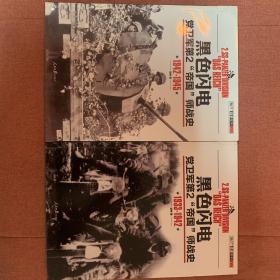 2.SS-PANZER DIVISION
"DAS REICH"
黑色闪电
党卫军第2“帝国”师战史
1942-1945
2.SS-PANZER DIVISION
"DAS REICH"
黑色闪电
党卫军第2“帝国”师战史
1933-1942